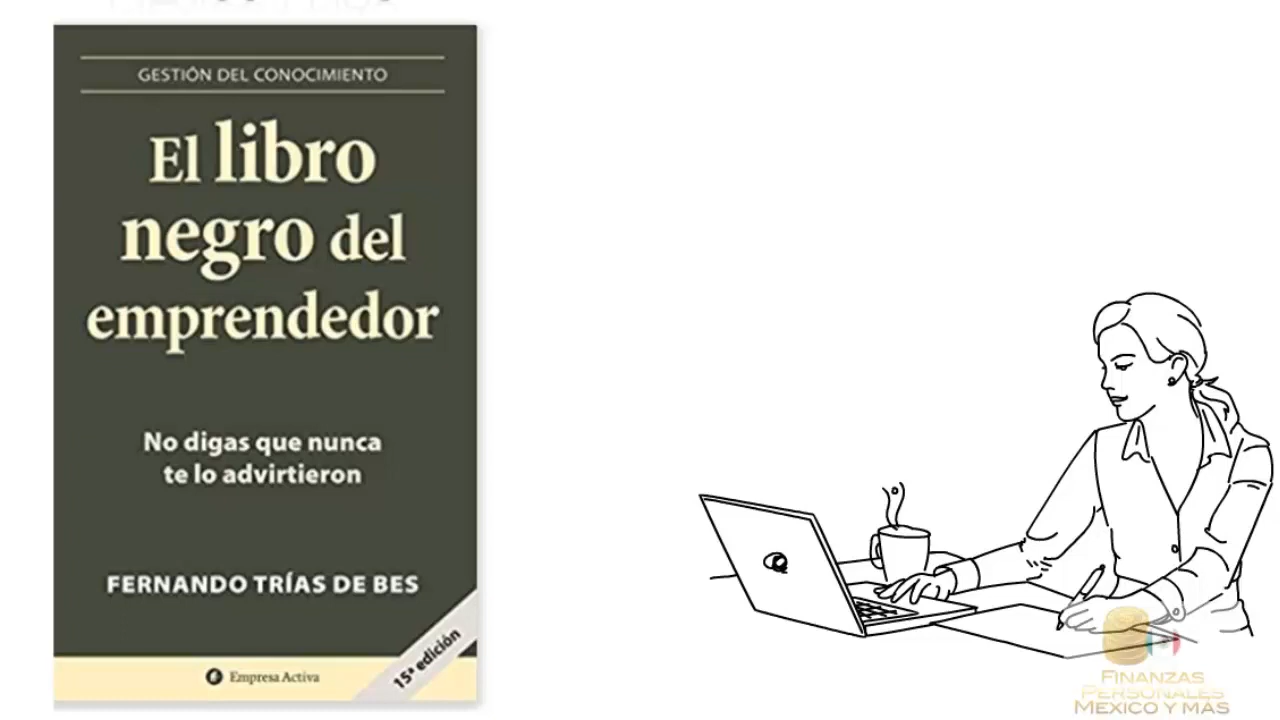 GESTIÓN DEL CONOCIMIENTO
El libro
negro del
emprendedor
No digas que nunca
te lo advirtieron
FERNANDO TRÍAS DE BES
15ª edición
Empresa Activa
FINANZAS
PERSONALES
MÉXICO Y MÁS